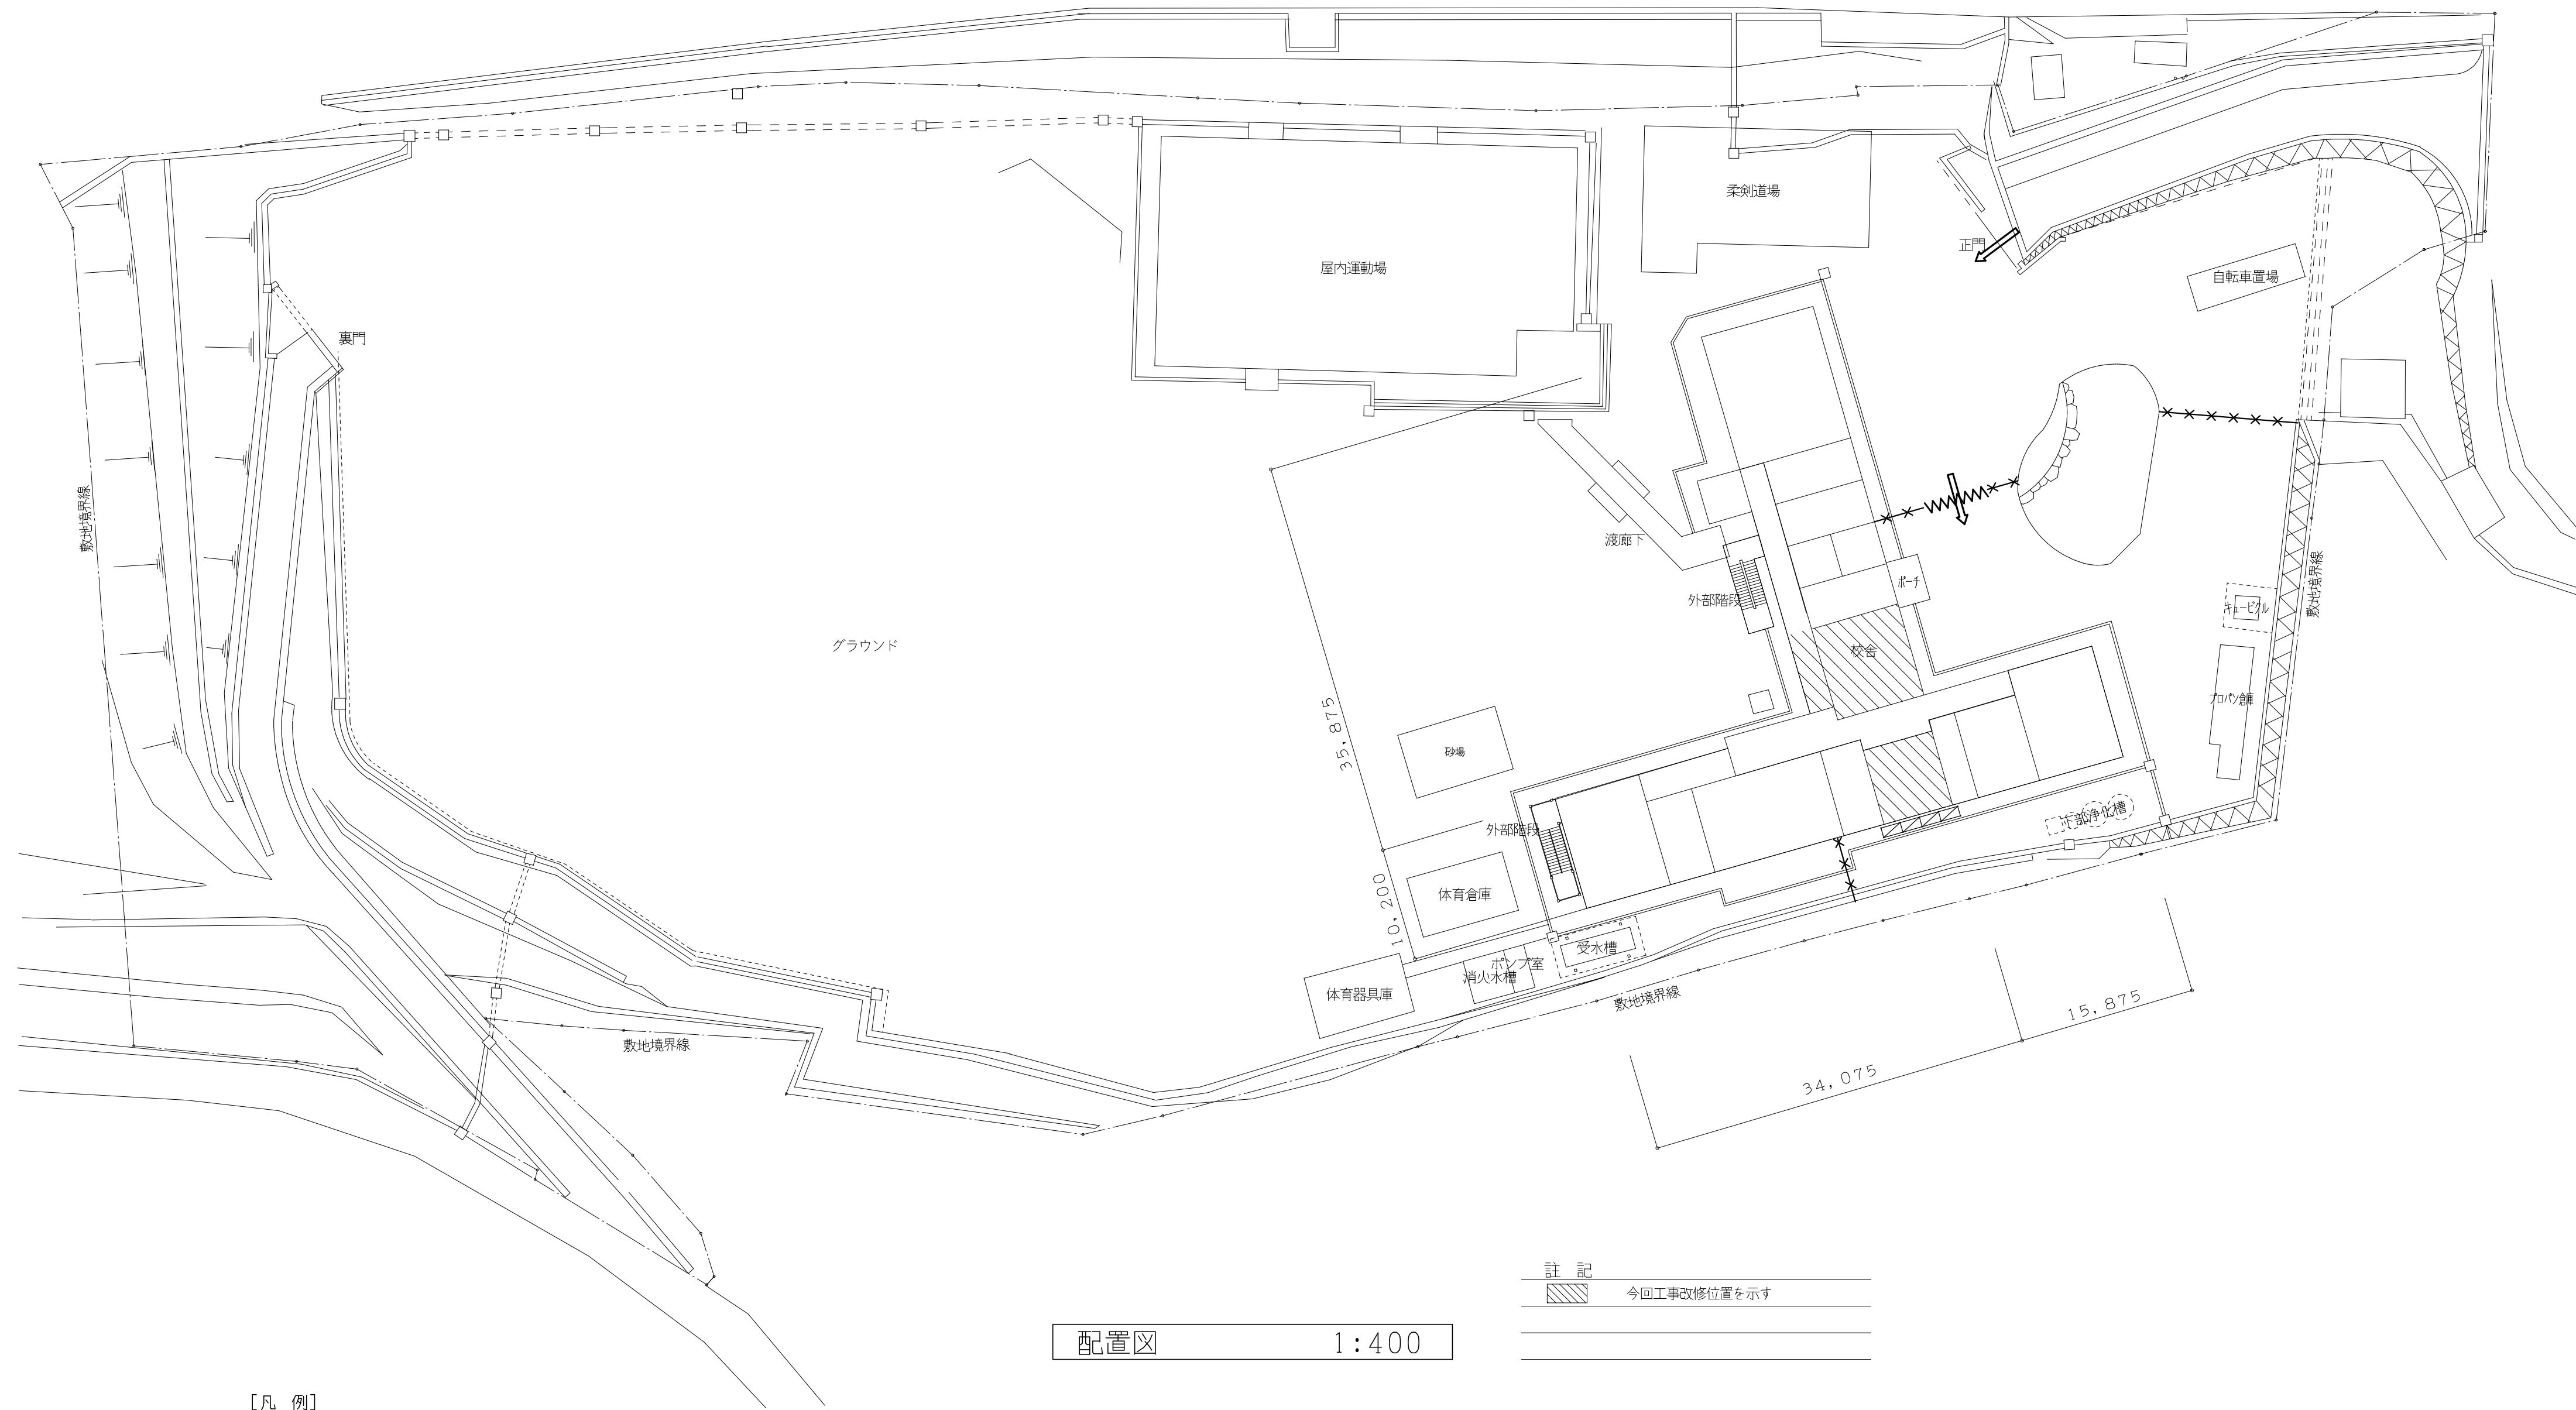 柔剣道場
屋内運動場
正門
自転車置場
裏門
敷地境界線
渡廊下
ポーチ
外部階段
敷地境界線
キュービクル
グラウンド
校舎
プロパン倉庫
35,875
砂場
外部階段
下部浄化槽
10,200
体育倉庫
受水槽
ポンプ室
消火水槽
体育器具庫
敷地境界線
敷地境界線
15,875
34,075
註 記
今回工事改修位置を示す
配置図 1:400
[凡 例]